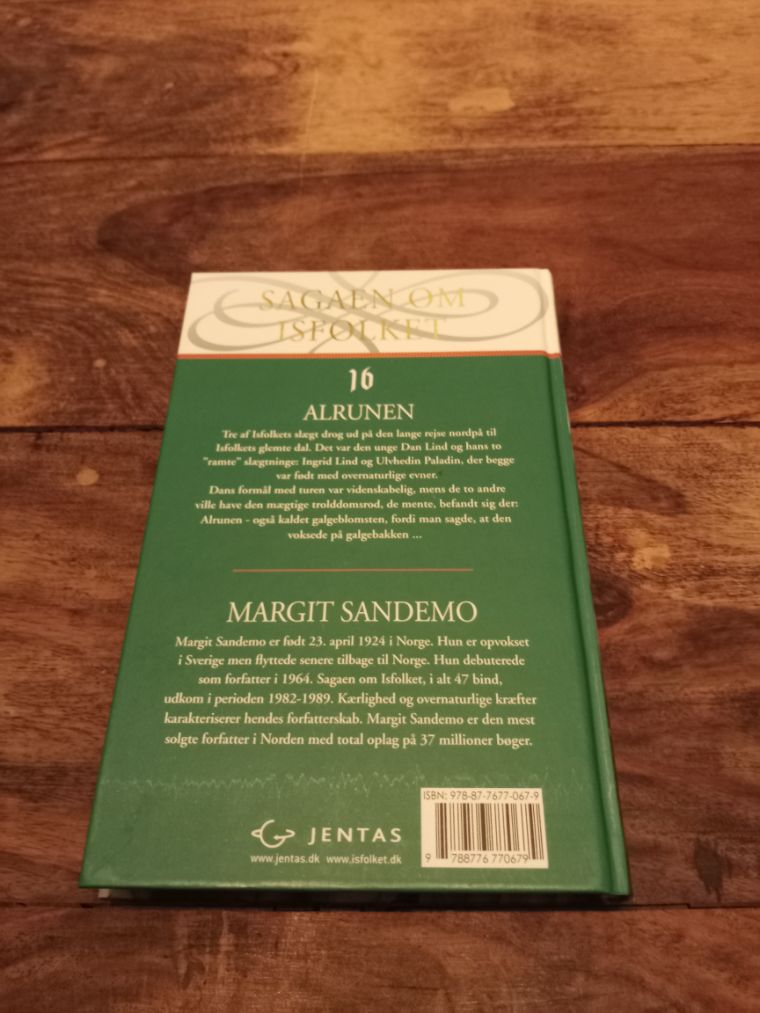 SAGAEN OM
ISFOLKET
16
ALRUNEN
Tre af Isfolkets slægt drog ud på den lange rejse nordpå til
Isfolkets glemte dal. Det var den unge Dan Lind og hans to
"ramte" slægtninge: Ingrid Lind og Ulvhedin Paladin, der begge
var født med overnaturlige evner.
Dans formål med turen var videnskabelig, mens de to andre
ville have den mægtige trolddomsrod, de mente, befandt sig der:
Alrunen - også kaldet galgeblomsten, fordi man sagde, at den
voksede på galgebakken ...
MARGIT SANDEMO
Margit Sandemo er født 23. april 1924 i Norge. Hun er opvokset
i Sverige men flyttede senere tilbage til Norge. Hun debuterede
som forfatter i 1964. Sagaen om Isfolket, i alt 47 bind,
udkom i perioden 1982-1989. Kærlighed og overnaturlige kræfter
karakteriserer hendes forfatterskab. Margit Sandemo er den mest
solgte forfatter i Norden med total oplag på 37 millioner bøger.
ISBN: 978-87-7677-067-9
JENTAS
www.jentas.dk www.isfolket.dk
9 788776 770679